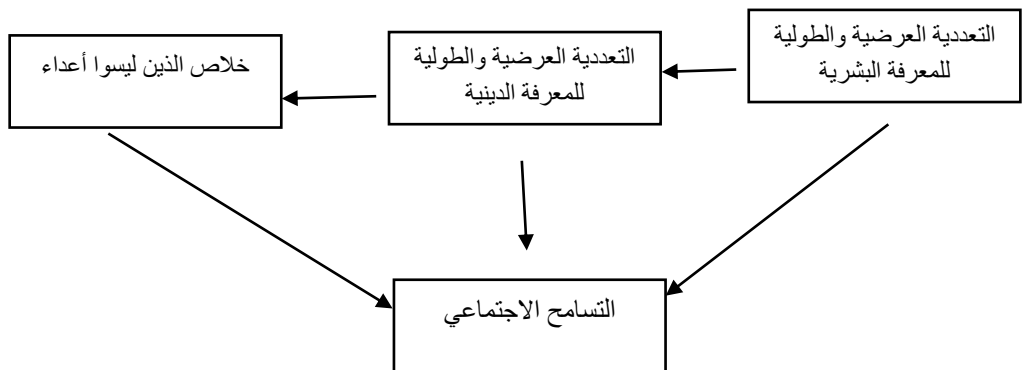 التعددية العرضية والطولية
للمعرفة البشرية
التعددية العرضية والطولية
للمعرفة الدينية
خلاص الذين ليسوا أعداء
التسامح الاجتماعي